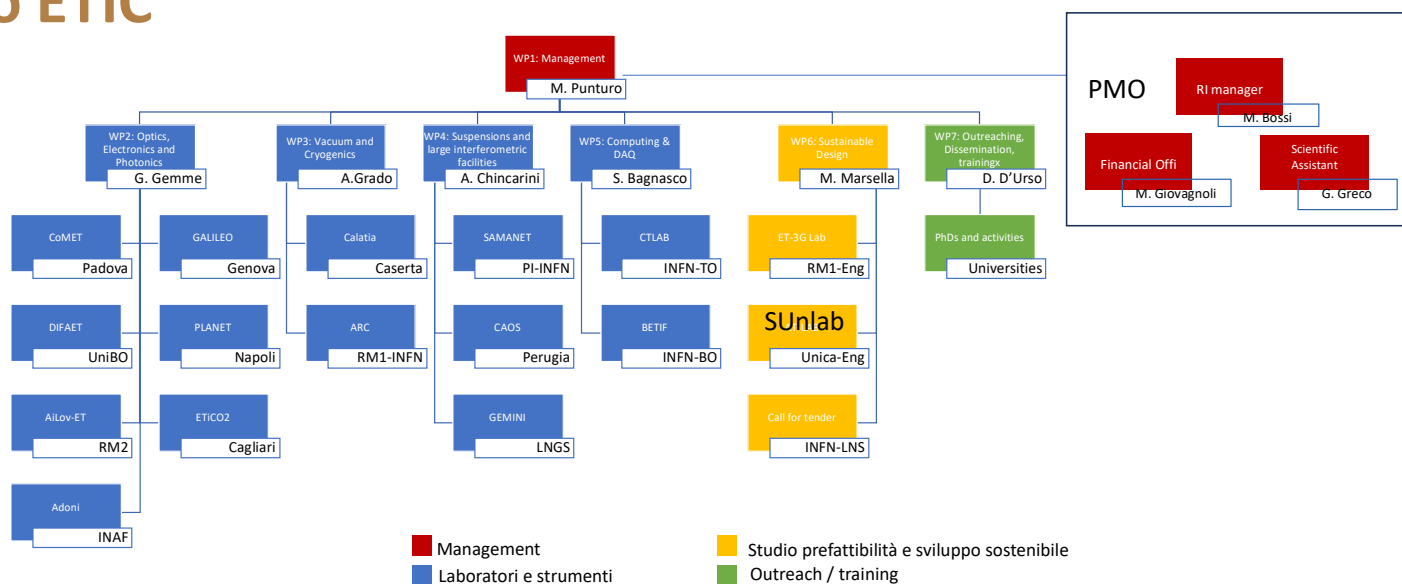 ETIC
WP1: Management
M. Punturo
PMO
RI manager
M. Bossi
Financial Offi
M. Giovagnoli
Scientific
Assistant
G. Greco
WP2: Optics,
Electronics and
Photonics
G. Gemme
WP3: Vacuum and
Cryogenics
A.Grado
WP4: Suspensions and
large interferometric
facilities
A. Chincarini
WP5: Computing &
DAQ
S. Bagnasco
WP6: Sustainable
Design
M. Marsella
WP7: Outreaching,
Dissemination,
trainingx
D. D'Urso
CoMET
Padova
GALILEO
Genova
Calatia
Caserta
SAMANET
PI-INFN
CTLAB
INFN-TO
ET-3G Lab
RM1-Eng
PhDs and activities
Universities
DIFAET
UniBO
PLANET
Napoli
ARC
RM1-INFN
CAOS
Perugia
BETIF
INFN-BO
SUnlab
Unica-Eng
AiLov-ET
RM2
ETiCO2
Cagliari
GEMINI
LNGS
Call for tender
INFN-LNS
Adoni
INAF
Management
Studio prefattibilità e sviluppo sostenibile
Laboratori e strumenti
Outreach / training